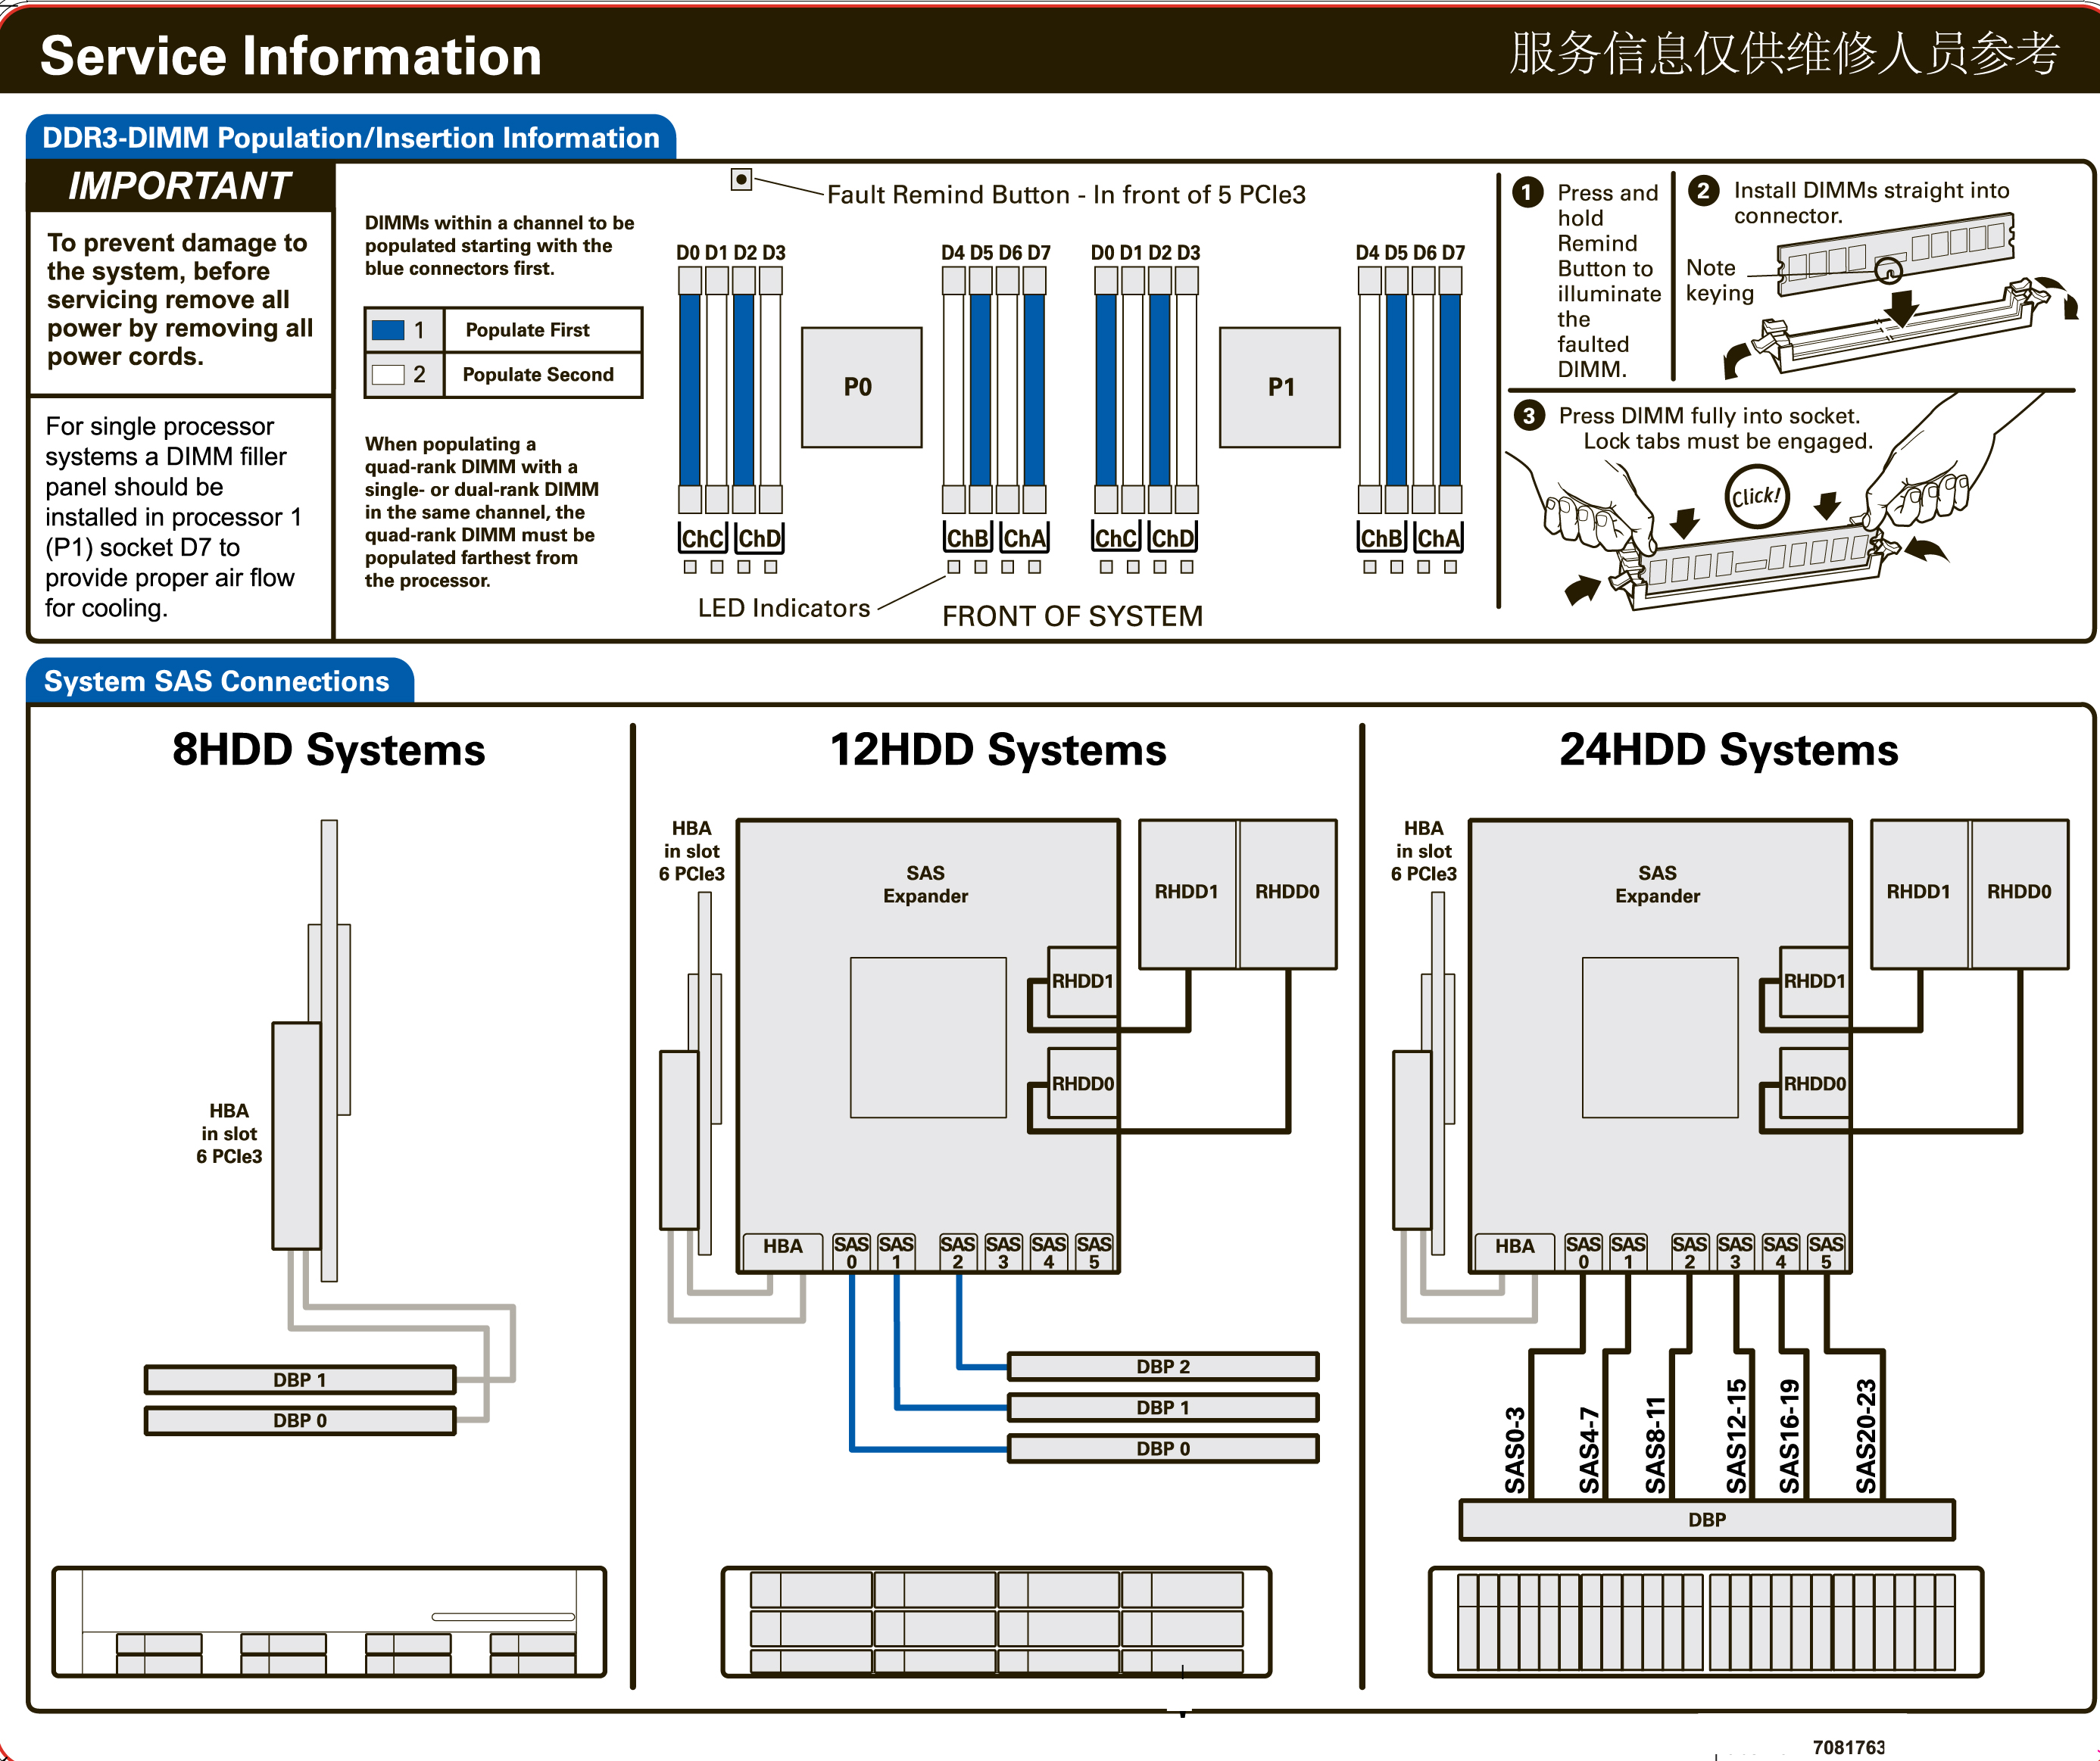 Service Information
服务信息仅供维修人员参考
DDR3-DIMM Population/Insertion Information
IMPORTANT
To prevent damage to
the system, before
servicing remove all
power by removing all
power cords.
For single processor
systems a DIMM filler
panel should be
installed in processor 1
(P1) socket D7 to
provide proper air flow
for cooling.
DIMMs within a channel to be
populated starting with the
blue connectors first.
1 Populate First
2 Populate Second
When populating a
quad-rank DIMM with a
single- or dual-rank DIMM
in the same channel, the
quad-rank DIMM must be
populated farthest from
the processor.
Fault Remind Button - In front of 5 PCIe3
D0 D1 D2 D3
D4 D5 D6 D7
D0 D1 D2 D3
D4 D5 D6 D7
P0
P1
ChC ChD
ChB ChA
ChC ChD
ChB ChA
LED Indicators
FRONT OF SYSTEM
1 Press and
hold
Remind
Button to
illuminate
the
faulted
DIMM.
2 Install DIMMs straight into
connector.
Note
keying
3 Press DIMM fully into socket.
Lock tabs must be engaged.
Click!
System SAS Connections
8HDD Systems
HBA
in slot
6 PCIe3
DBP 1
DBP 0
12HDD Systems
HBA
in slot
6 PCIe3
SAS
Expander
RHDD1
RHDD0
RHDD1
RHDD0
HBA
SAS
0
SAS
1
SAS
2
SAS
3
SAS
4
SAS
5
DBP 2
DBP 1
DBP 0
24HDD Systems
HBA
in slot
6 PCIe3
SAS
Expander
RHDD1
RHDD0
RHDD1
RHDD0
HBA
SAS
0
SAS
1
SAS
2
SAS
3
SAS
4
SAS
5
SAS0-3
SAS4-7
SAS8-11
SAS12-15
SAS16-19
SAS20-23
DBP
7081763